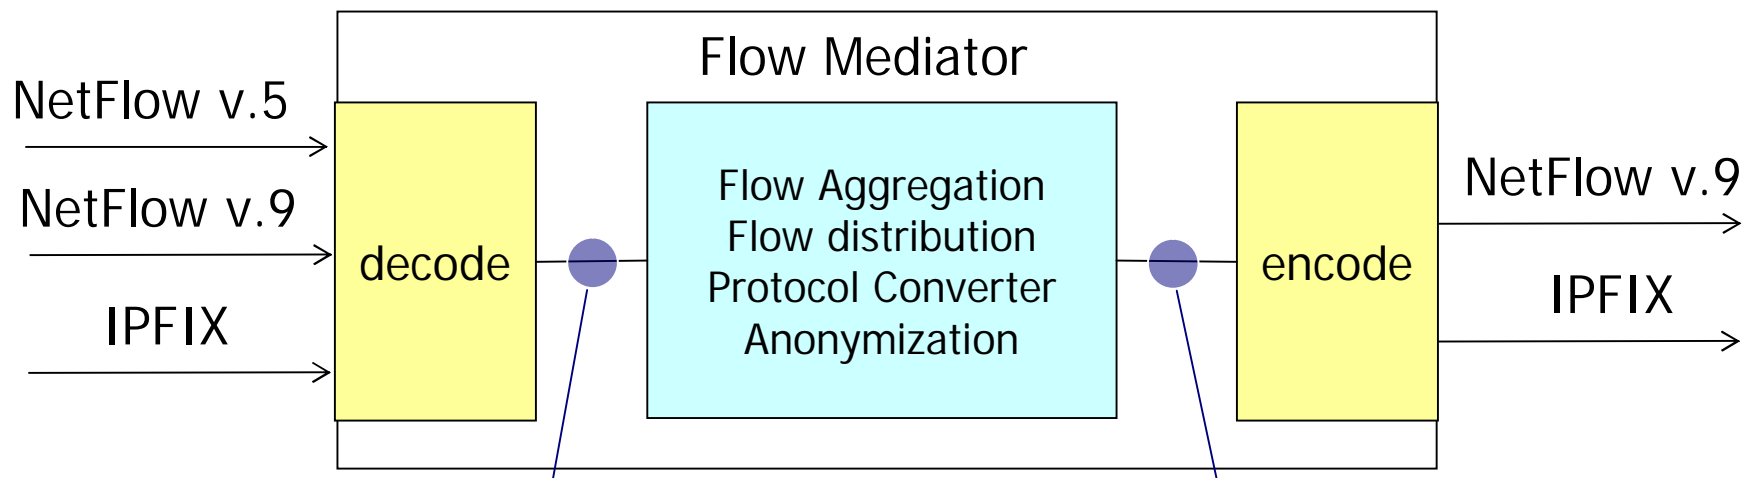 Flow Mediator
NetFlow v.5
NetFlow v.9
IPFIX
decode
Flow Aggregation
Flow distribution
Protocol Converter
Anonymization
encode
NetFlow v.9
IPFIX